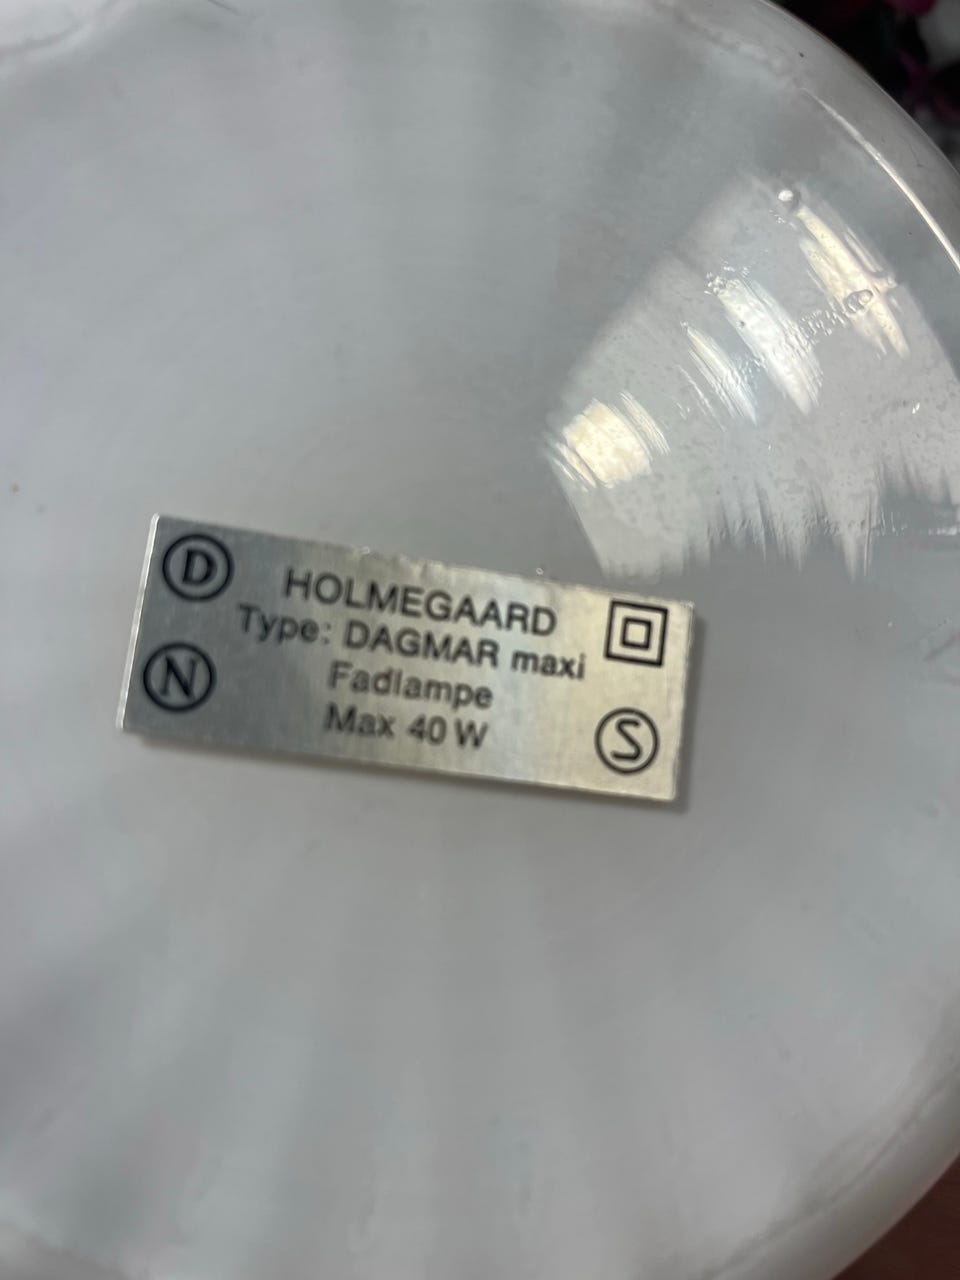 D
HOLMEGAARD
Type: DAGMAR maxi
N
Fadlampe
Max 40 W
S